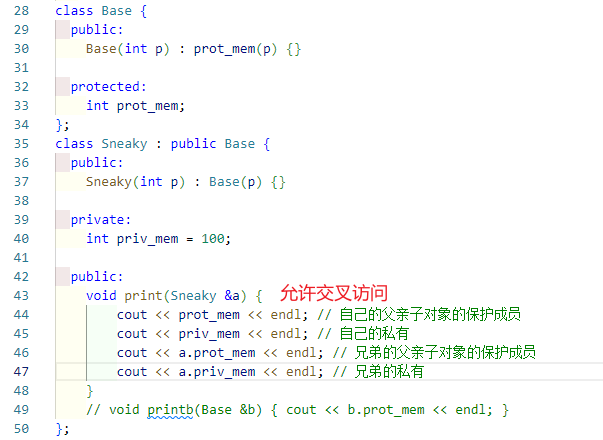 28 class Base {
29 public:
30 Base(int p) : prot_mem(p) {}
31
32 protected:
33 int prot_mem;
34 };
35 class Sneaky : public Base {
36 public:
37 Sneaky(int p) : Base(p) {}
38
39 private:
40 int priv_mem = 100;
41
42 public:
43 void print(Sneaky &a) { 允许交叉访问
44 cout << prot_mem << endl; // 自己的父亲子对象的保护成员
45 cout << priv_mem << endl; // 自己的私有
46 cout << a.prot_mem << endl; // 兄弟的父亲子对象的保护成员
47 cout << a.priv_mem << endl; // 兄弟的私有
48 }
49 // void printb(Base &b) { cout << b.prot_mem << endl; }
50 };